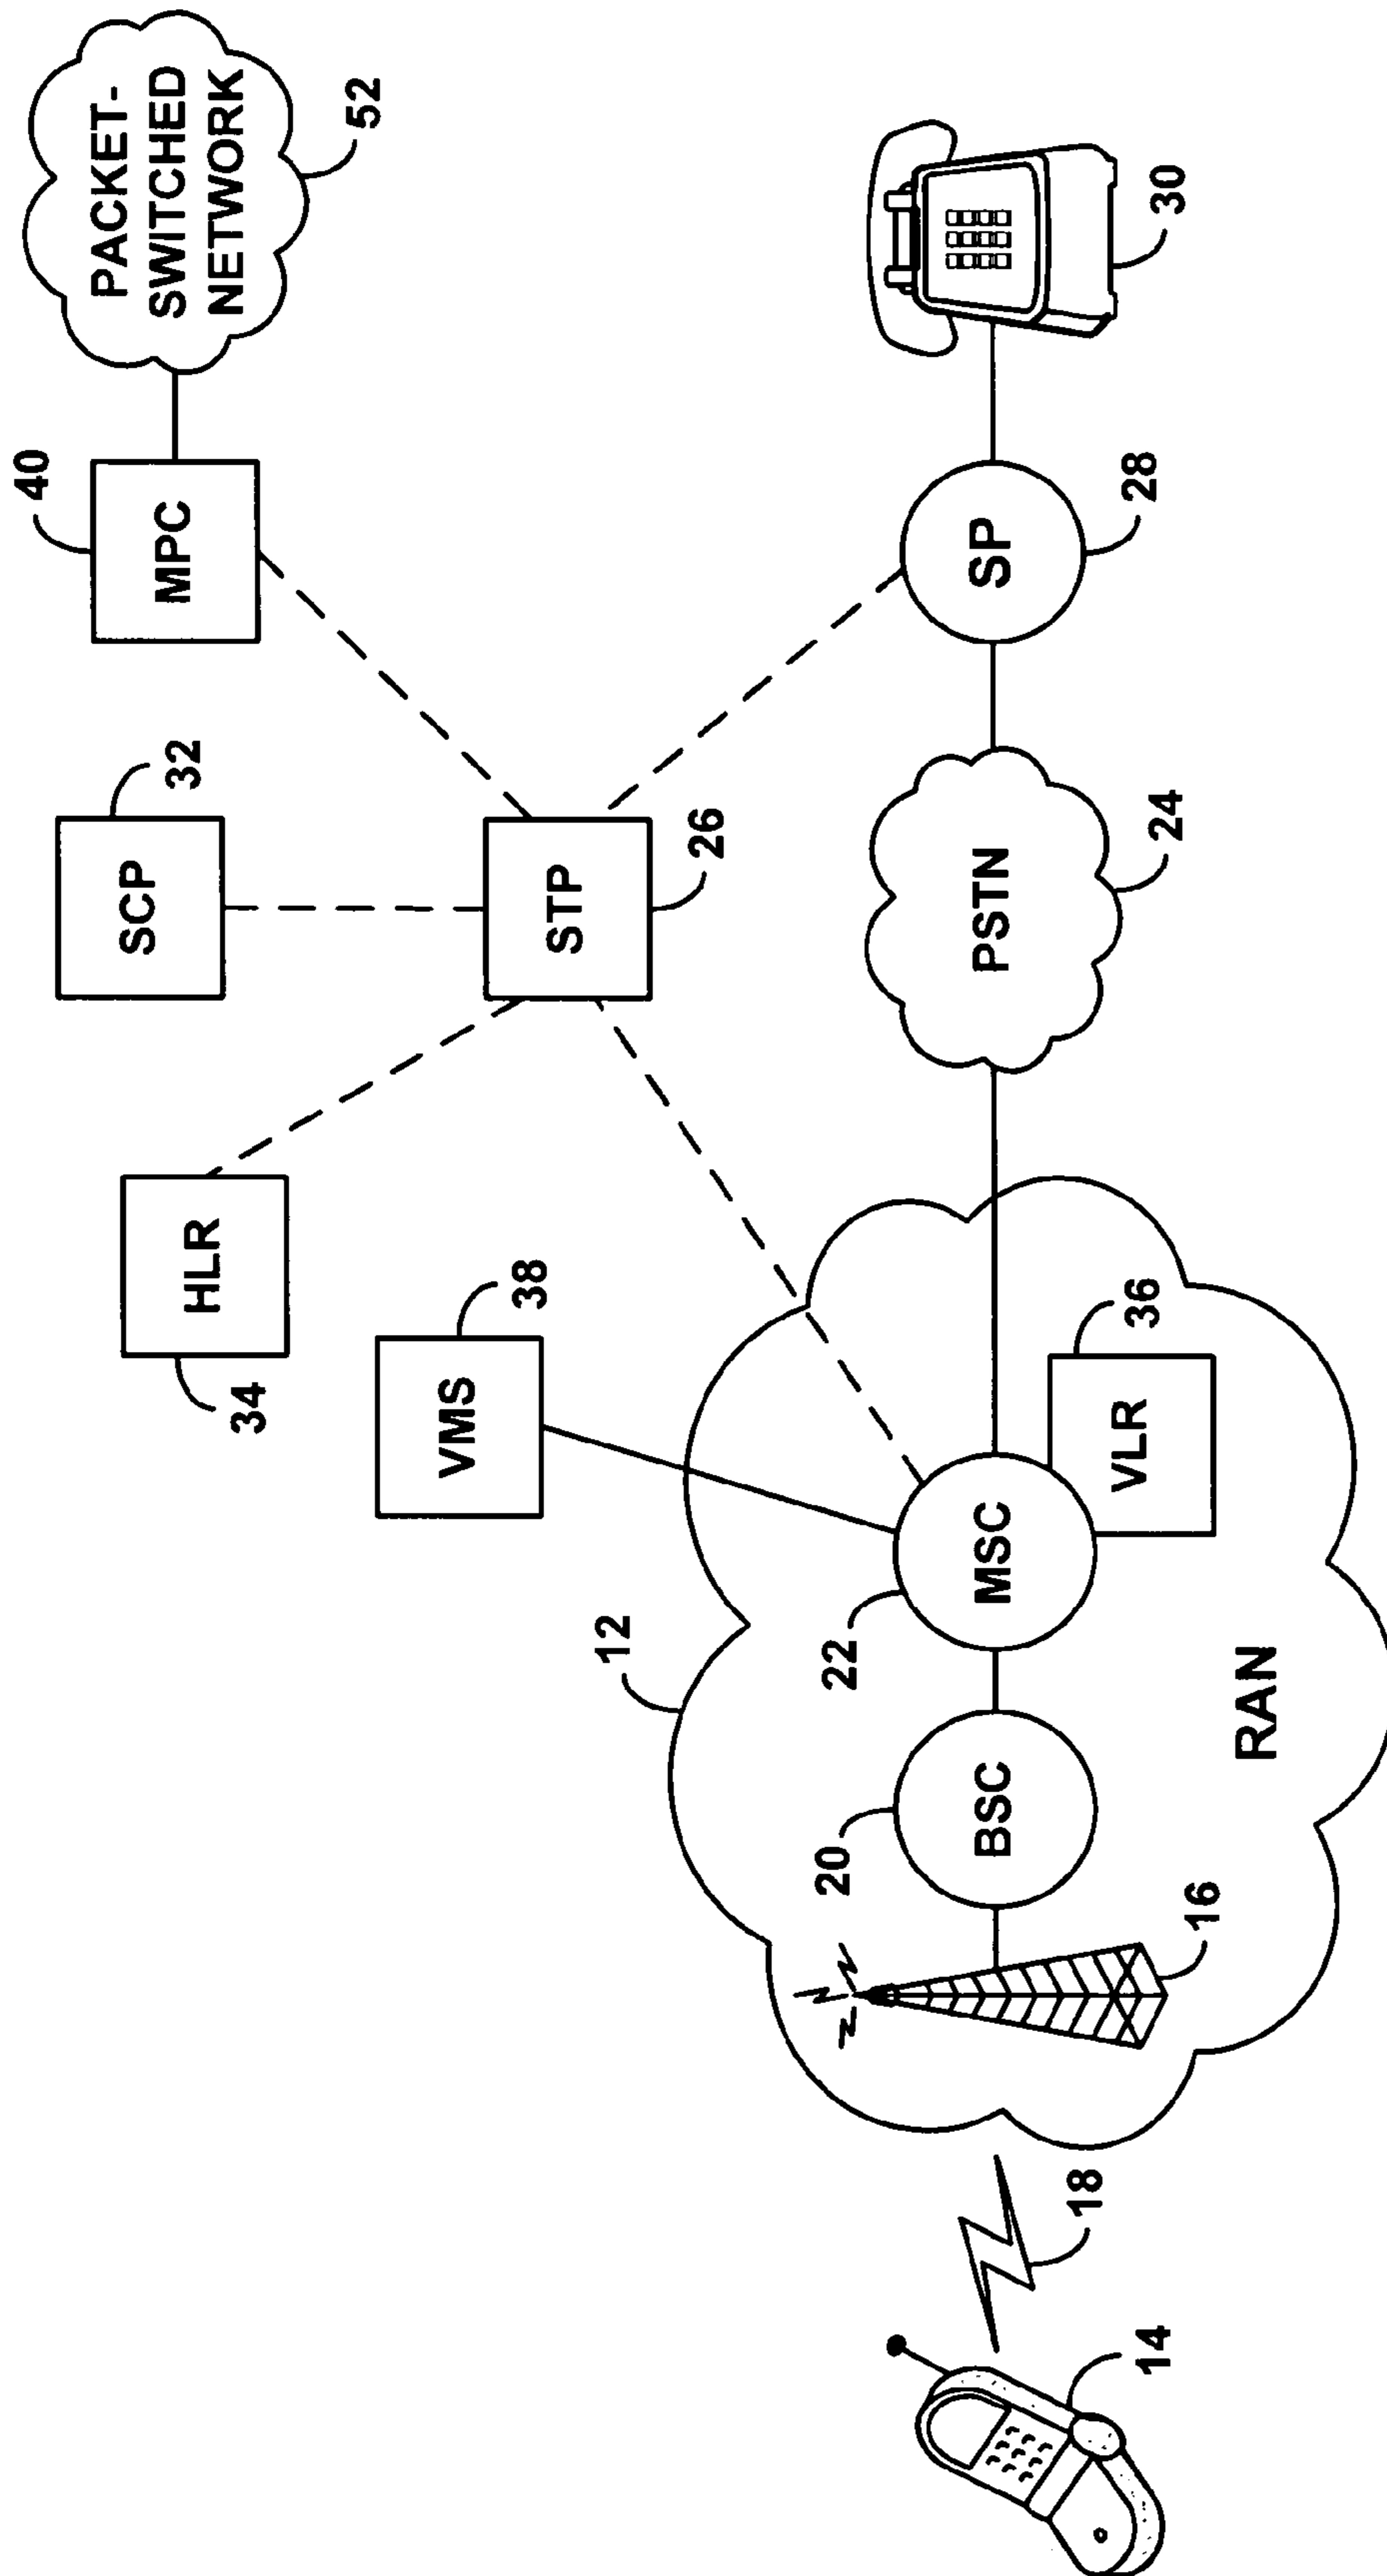 PACKET-
SWITCHED
NETWORK
52
40
MPC
SCP
32
HLR
34
VMS
38
STP
26
12
22
MSC
VLR
36
20
BSC
16
RAN
PSTN
24
SP
28
30
18
14